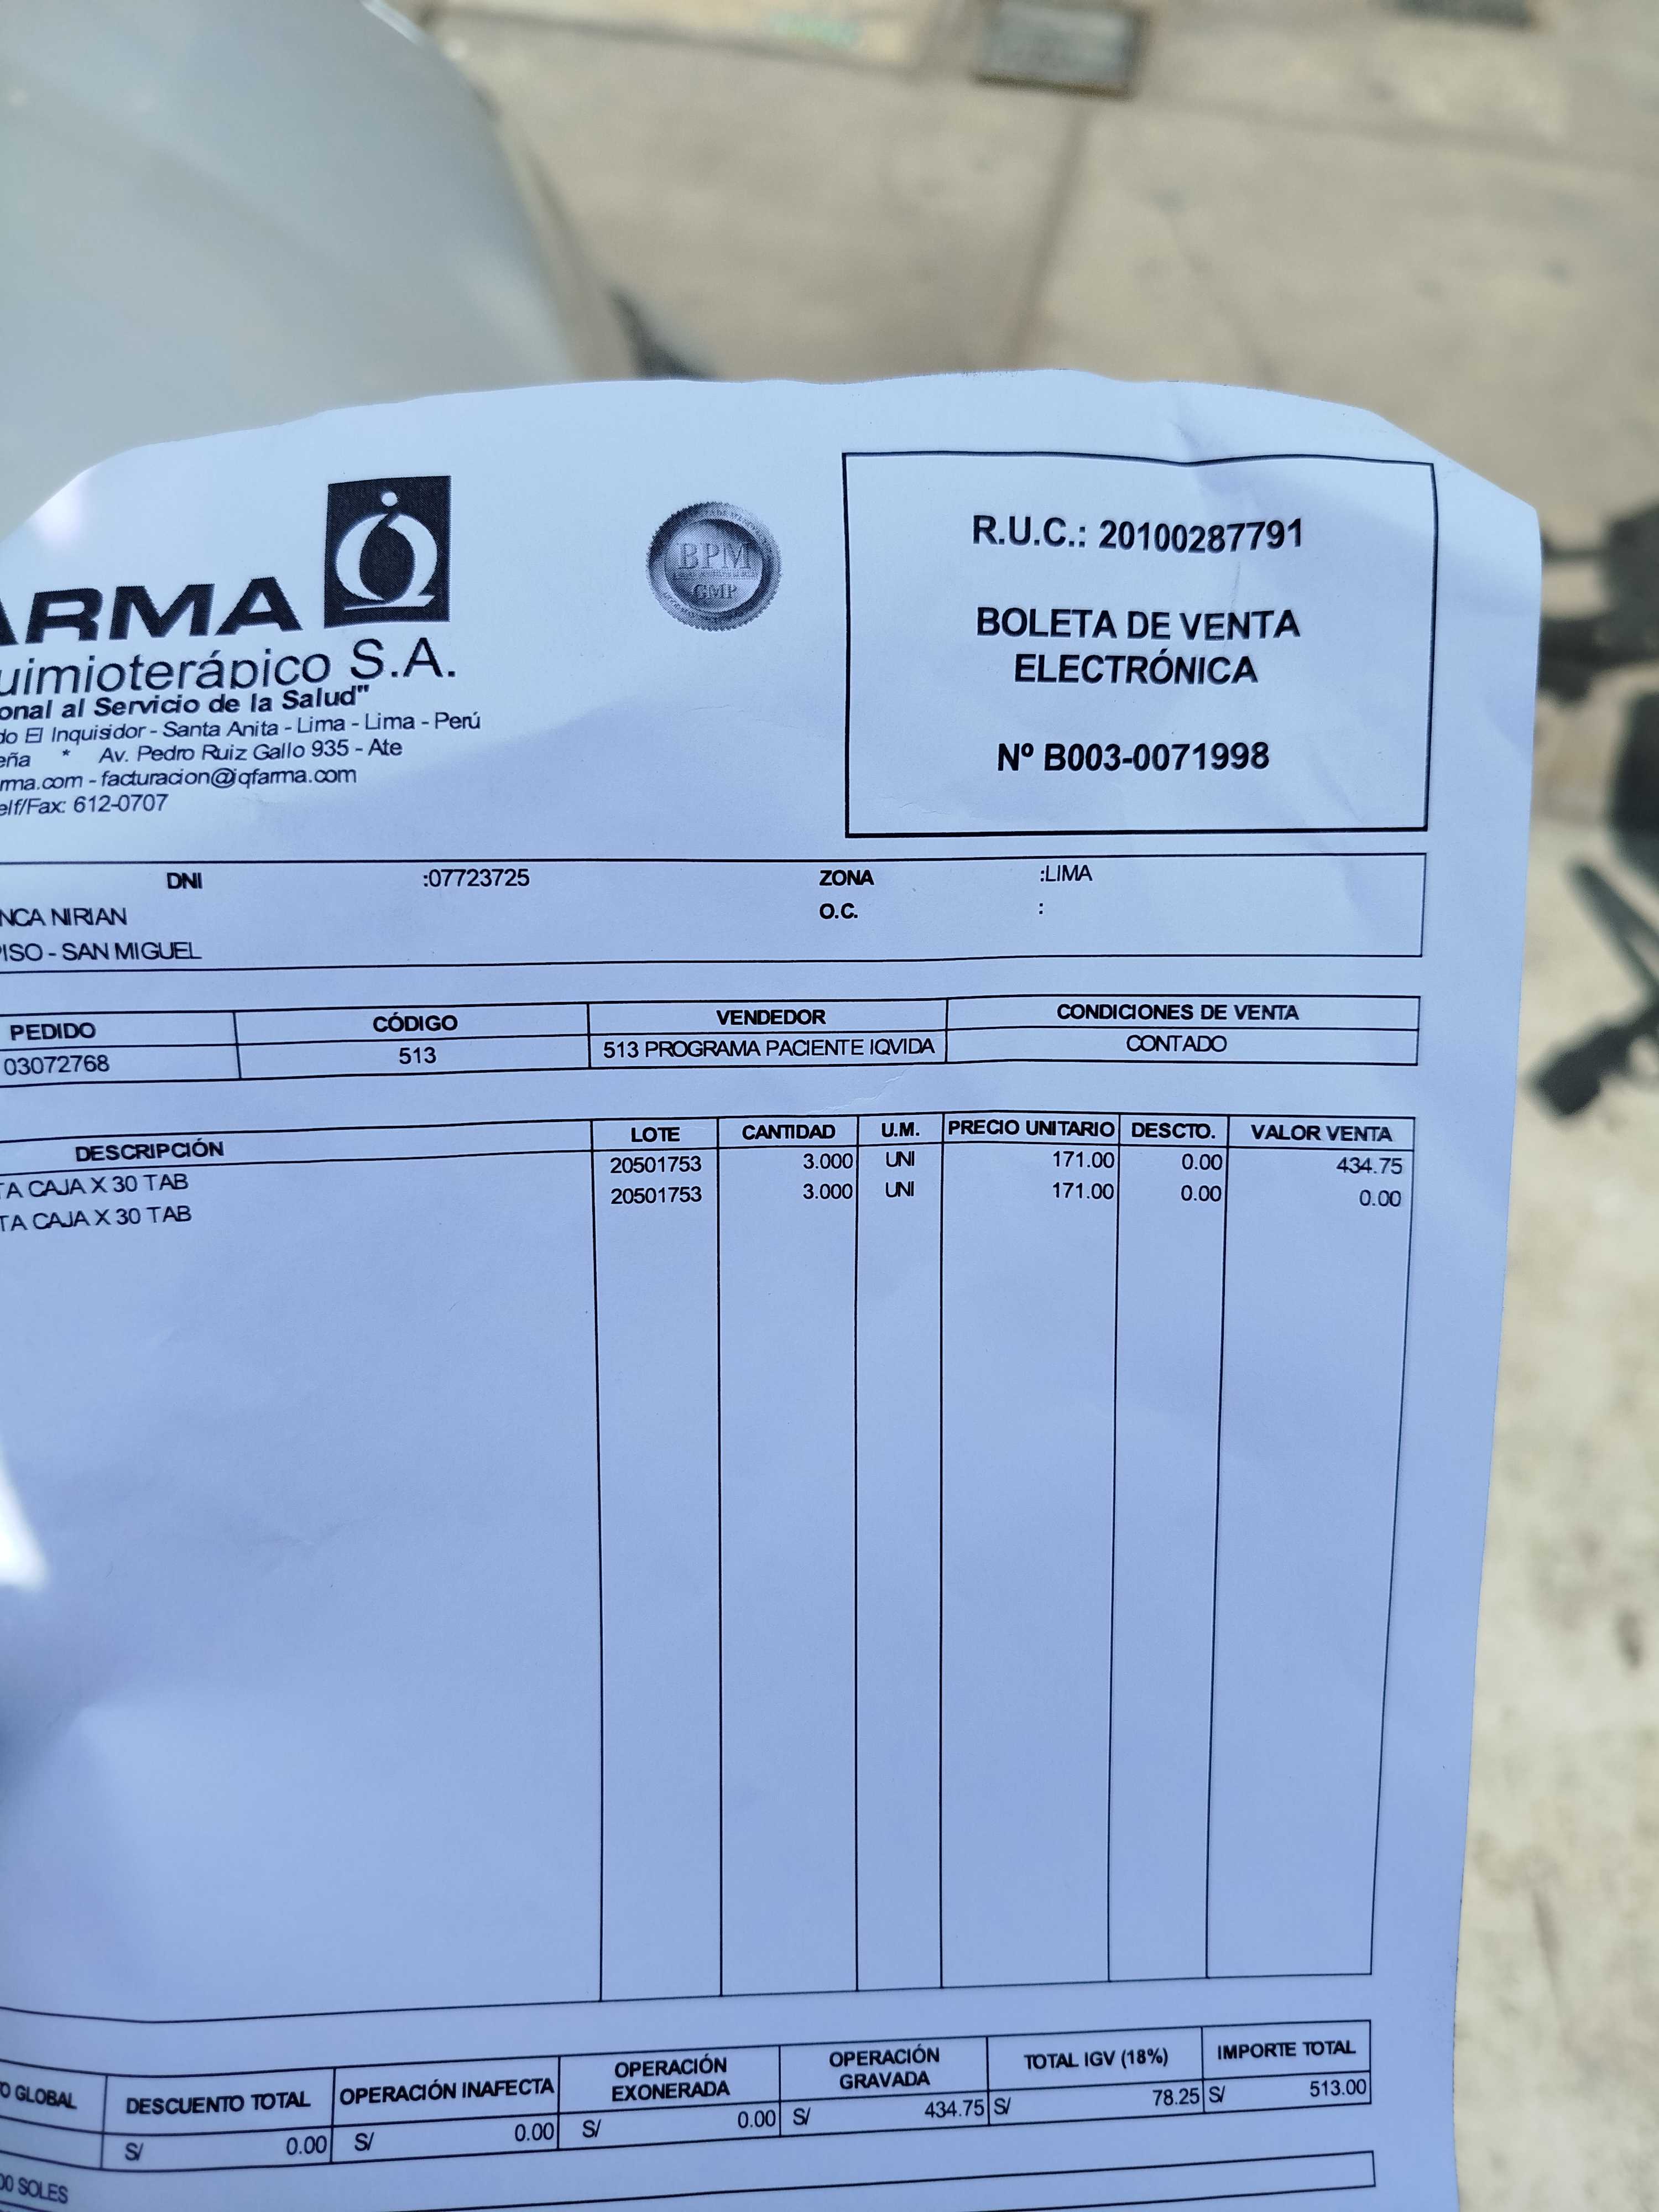 ARMA
BPM
GMP
uimioterápico S.A.
onal al Servicio de la Salud"
do El Inquisidor - Santa Anita - Lima - Lima - Perú
eña * Av. Pedro Ruiz Gallo 935 - Ate
rma.com - facturacion@iqfarma.com
elf/Fax: 612-0707
R.U.C.: 20100287791
BOLETA DE VENTA
ELECTRÓNICA
Nº B003-0071998
DNI :07723725 ZONA :LIMA
NCA NIRIAN O.C. :
PISO - SAN MIGUEL
PEDIDO CÓDIGO VENDEDOR CONDICIONES DE VENTA
03072768 513 513 PROGRAMA PACIENTE IQVIDA CONTADO
DESCRIPCIÓN LOTE CANTIDAD U.M. PRECIO UNITARIO DESCTO. VALOR VENTA
TA CAJA X 30 TAB 20501753 3.000 UNI 171.00 0.00 434.75
TA CAJA X 30 TAB 20501753 3.000 UNI 171.00 0.00 0.00
O GLOBAL DESCUENTO TOTAL OPERACIÓN INAFECTA OPERACIÓN EXONERADA OPERACIÓN GRAVADA TOTAL IGV (18%) IMPORTE TOTAL
S/ 0.00 S/ 0.00 S/ 0.00 S/ 434.75 S/ 78.25 S/ 513.00
00 SOLES